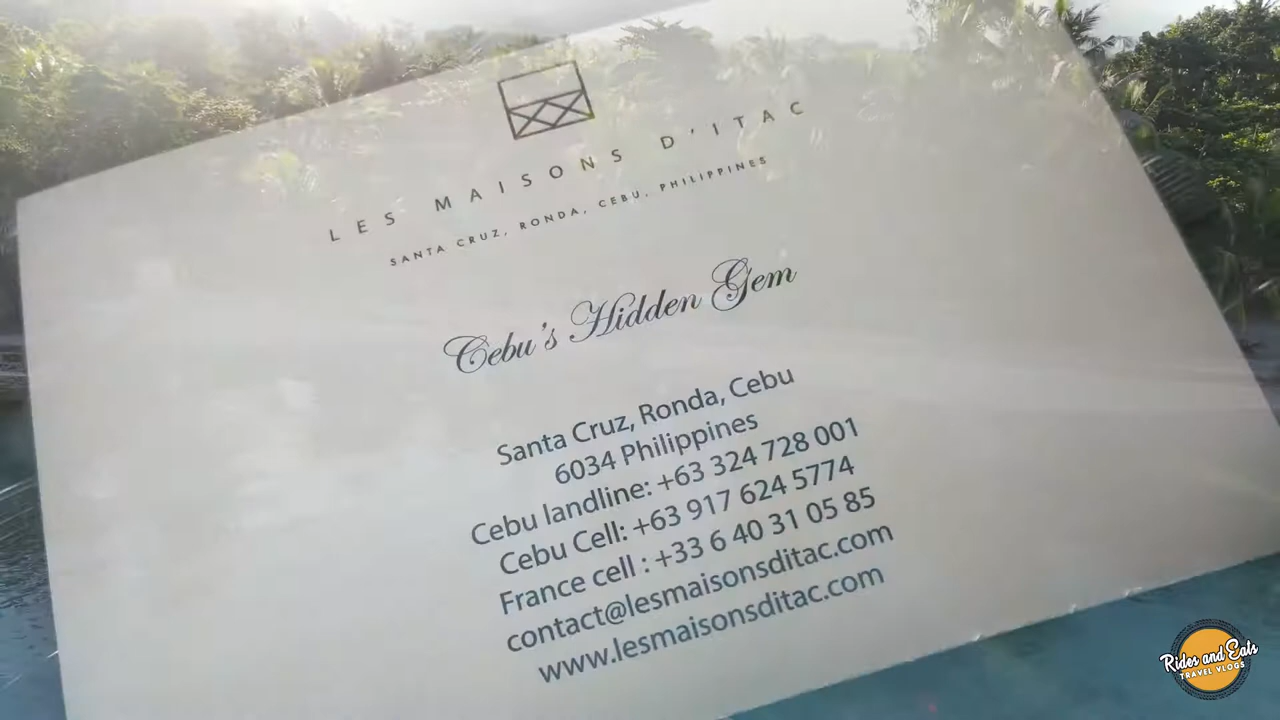 LES MAISONS D'ITAC
SANTA CRUZ, RONDA, CEBU, PHILIPPINES
Cebu's Hidden Gem
Santa Cruz, Ronda, Cebu
6034 Philippines
Cebu landline: +63 324 728 001
Cebu Cell: +63 917 624 5774
France cell : +33 6 40 31 05 85
contact@lesmaisonsditac.com
www.lesmaisonsditac.com
Rides and Eats
TRAVEL VLOGS